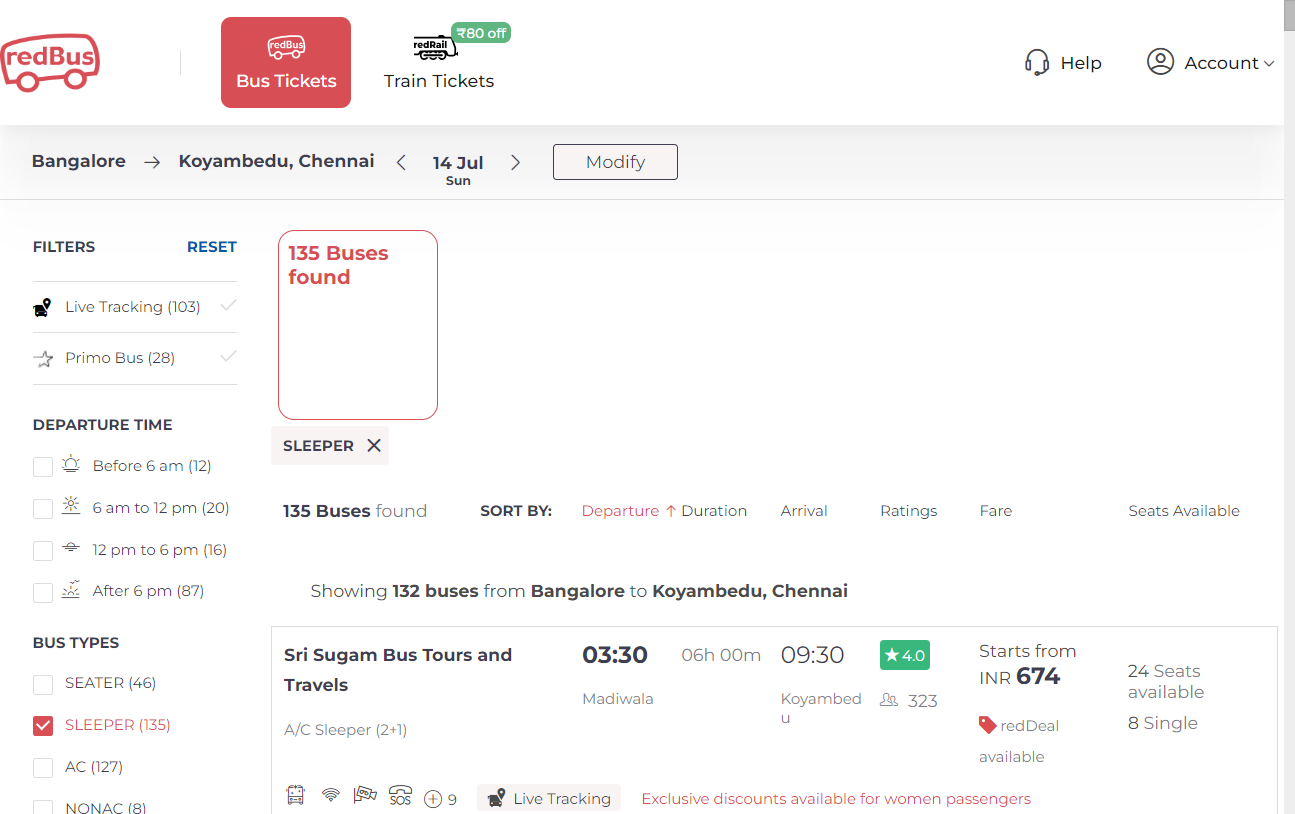 redBus
redBus
Bus Tickets
redRail
₹80 off
Train Tickets
Help
Account
Bangalore → Koyambedu, Chennai < 14 Jul > Modify
Sun
FILTERS RESET
Live Tracking (103)
Primo Bus (28)
DEPARTURE TIME
Before 6 am (12)
6 am to 12 pm (20)
12 pm to 6 pm (16)
After 6 pm (87)
BUS TYPES
SEATER (46)
SLEEPER (135)
AC (127)
NONAC (8)
135 Buses
found
SLEEPER
135 Buses found SORT BY: Departure ↑ Duration Arrival Ratings Fare Seats Available
Showing 132 buses from Bangalore to Koyambedu, Chennai
Sri Sugam Bus Tours and
Travels
A/C Sleeper (2+1)
03:30
Madiwala
06h 00m
09:30
Koyambed
u
4.0
323
Starts from
INR 674
redDeal
available
24 Seats
available
8 Single
SOS
9
Live Tracking
Exclusive discounts available for women passengers